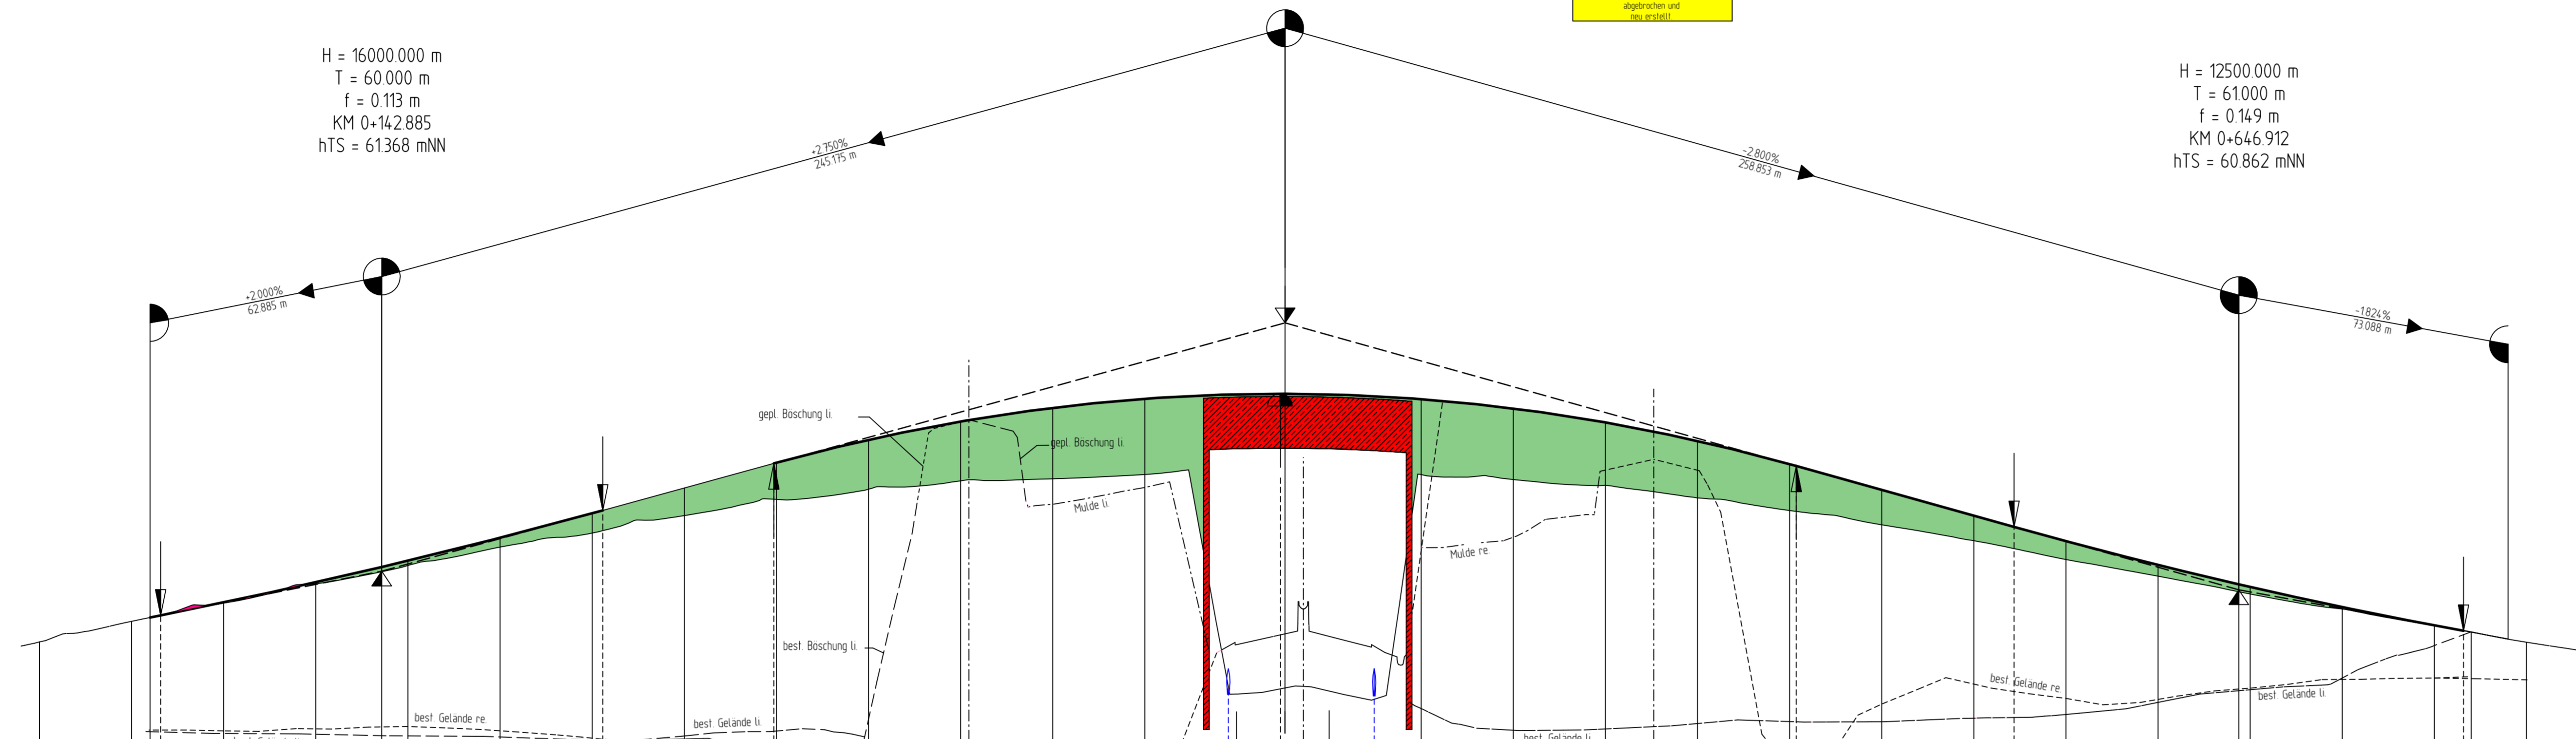 abgebrochen und
neu erstellt.
H = 16000.000 m
T = 60.000 m
f = 0.113 m
KM 0+142.885
hTS = 61.368 mNN
H = 12500.000 m
T = 61.000 m
f = 0.149 m
KM 0+646.912
hTS = 60.862 mNN
+2.750%
245.175 m
-2.800%
258.853 m
+2.000%
62.885 m
-1.824%
73.088 m
gepl. Böschung li.
gepl. Böschung li.
Mulde li.
Mulde re
best. Böschung li.
best. Gelände re
best. Gelände li.
best. Gelände re.
best. Gelände li.
best. Gelände li.